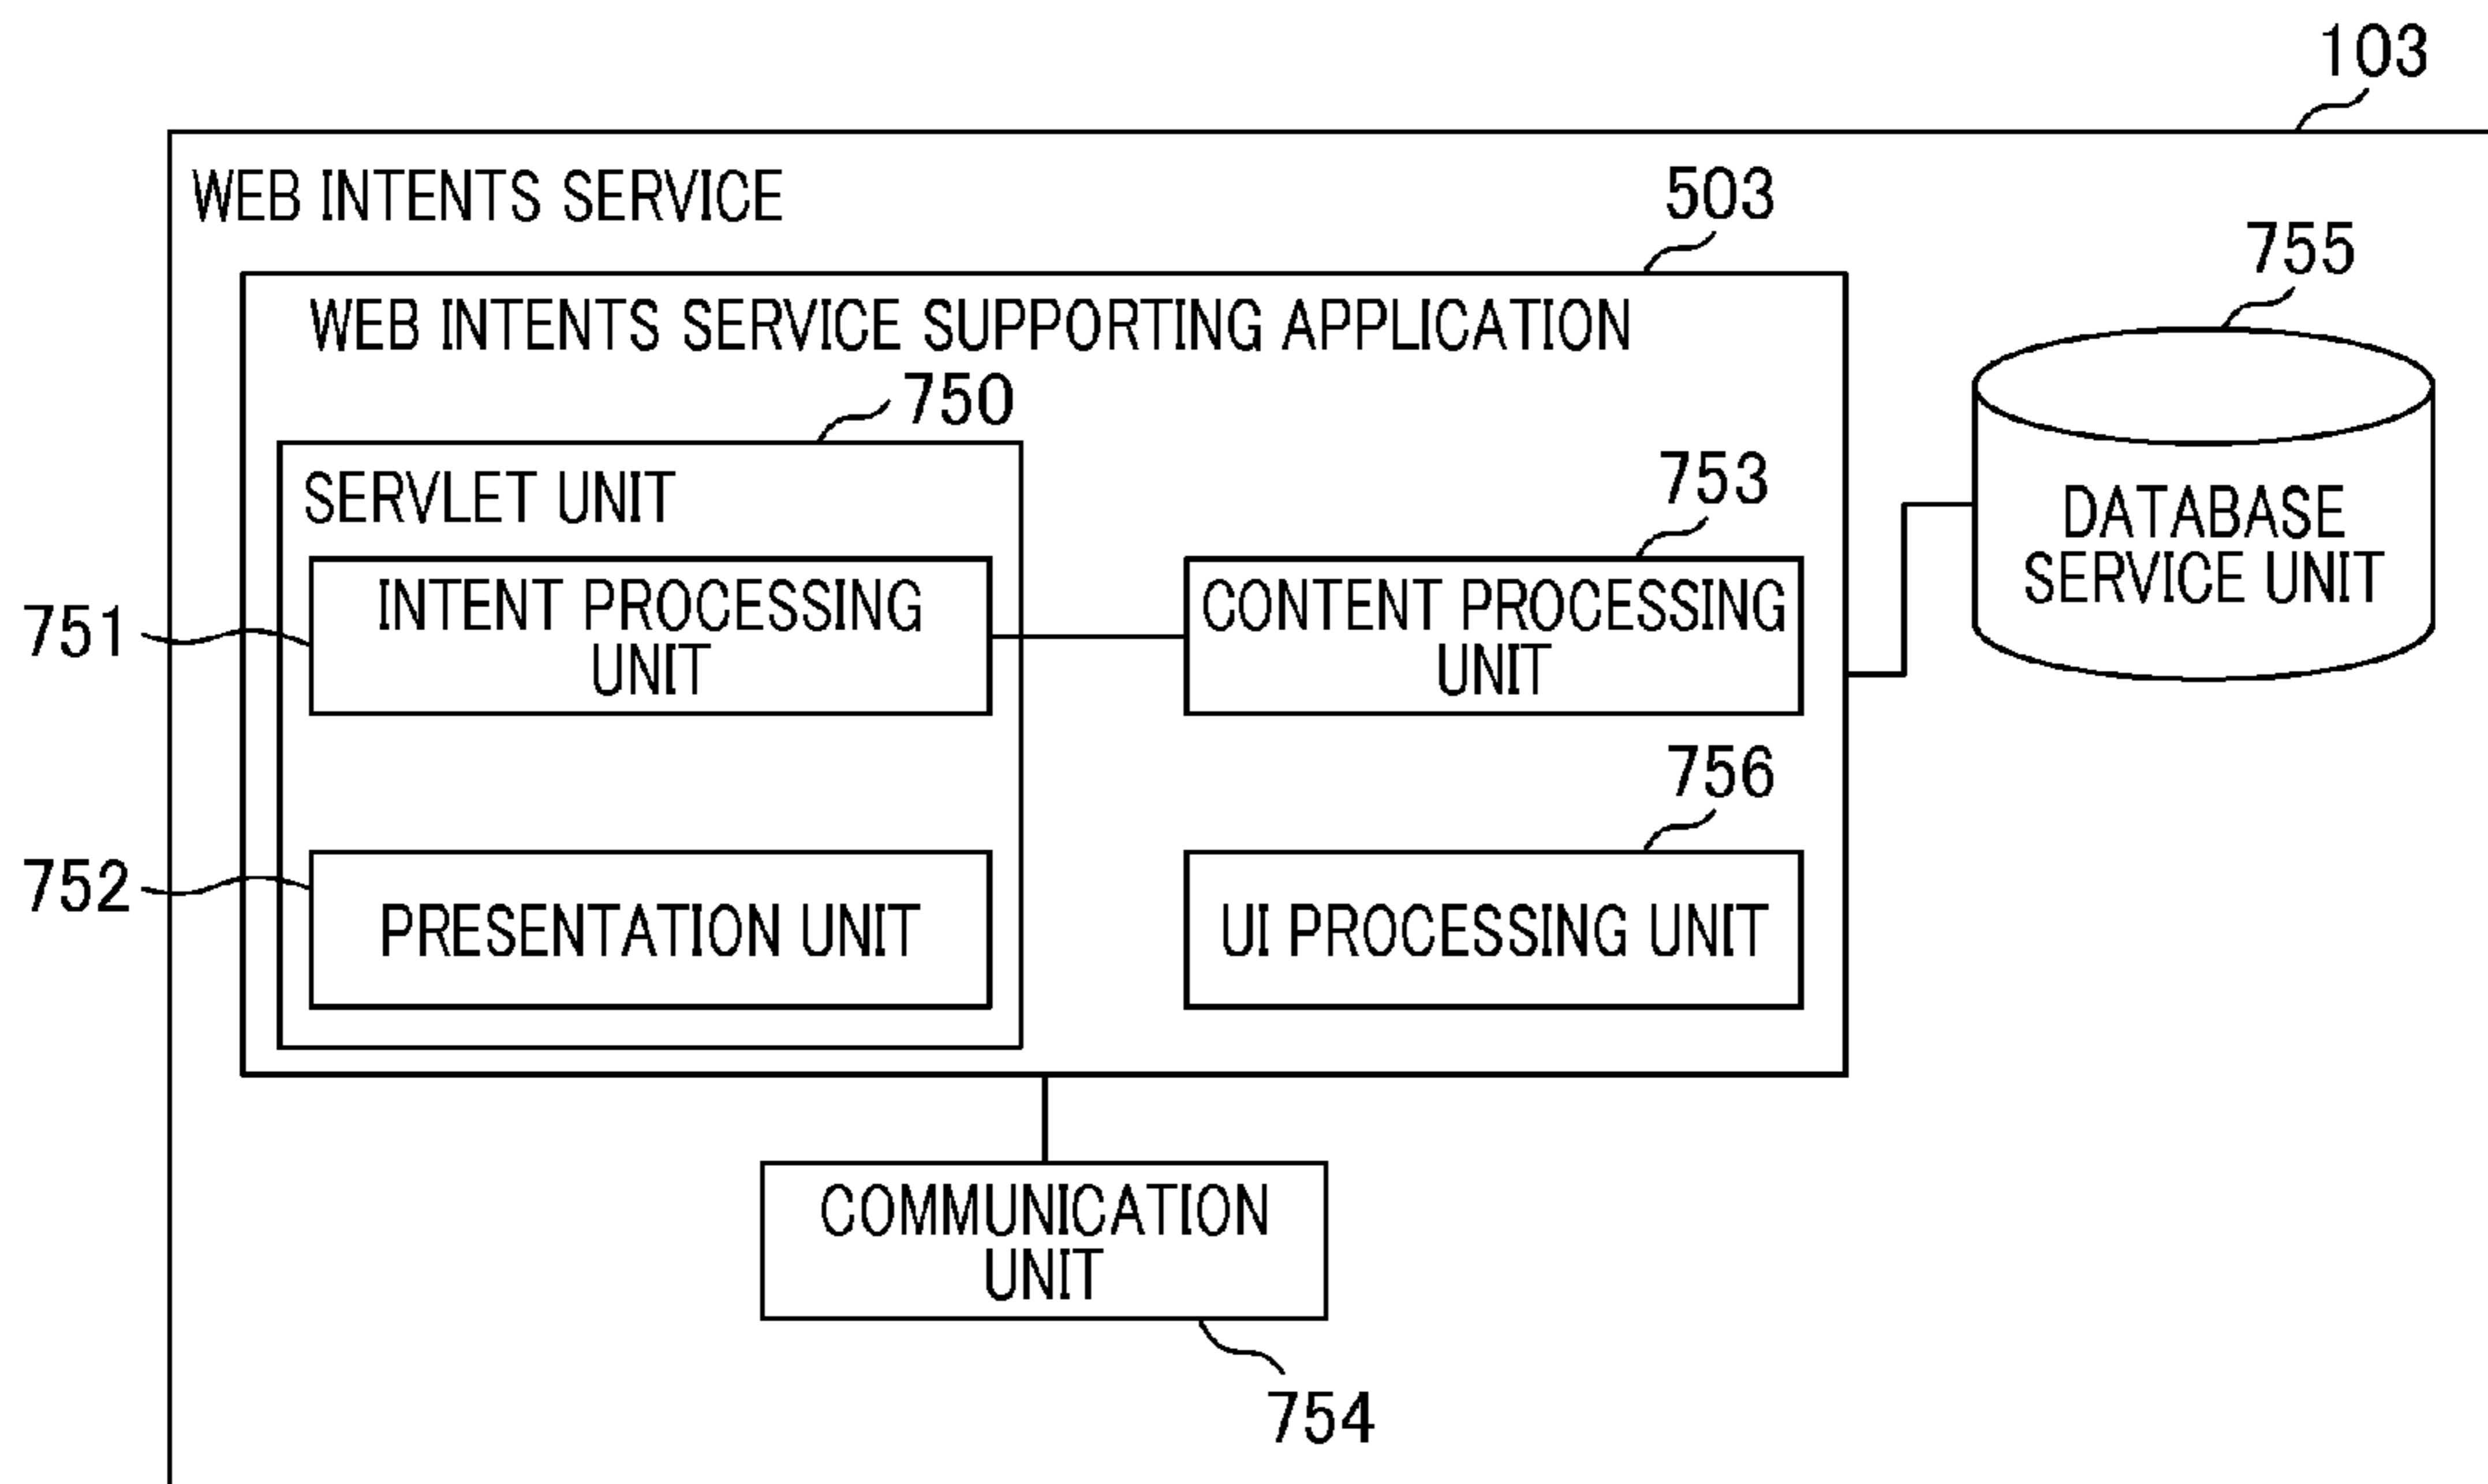 103
WEB INTENTS SERVICE
503
755
WEB INTENTS SERVICE SUPPORTING APPLICATION
750
SERVLET UNIT
753
DATABASE
SERVICE UNIT
751
INTENT PROCESSING
UNIT
CONTENT PROCESSING
UNIT
756
752
PRESENTATION UNIT
UI PROCESSING UNIT
COMMUNICATION
UNIT
754